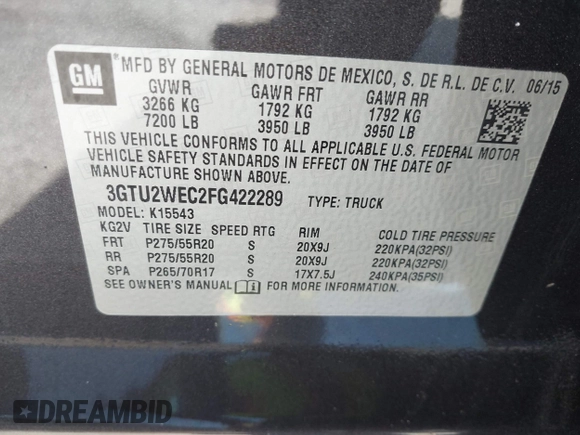 GM
*MFD BY GENERAL MOTORS DE MEXICO, S. DE R.L. DE C.V. 06/15
GVWR GAWR FRT GAWR RR
3266 KG 1792 KG 1792 KG
7200 LB 3950 LB 3950 LB
THIS VEHICLE CONFORMS TO ALL APPLICABLE U.S. FEDERAL MOTOR
VEHICLE SAFETY STANDARDS IN EFFECT ON THE DATE OF
MANUFACTURE SHOWN ABOVE.
3GTU2WEC2FG422289 TYPE: TRUCK
MODEL: K15543
KG2V TIRE SIZE SPEED RTG RIM COLD TIRE PRESSURE
FRT P275/55R20 S 20X9J 220KPA(32PSI)
RR P275/55R20 S 20X9J 220KPA(32PSI)
SPA P265/70R17 S 17X7.5J 240KPA(35PSI)
SEE OWNER'S MANUAL FOR MORE INFORMATION.
DREAMBID